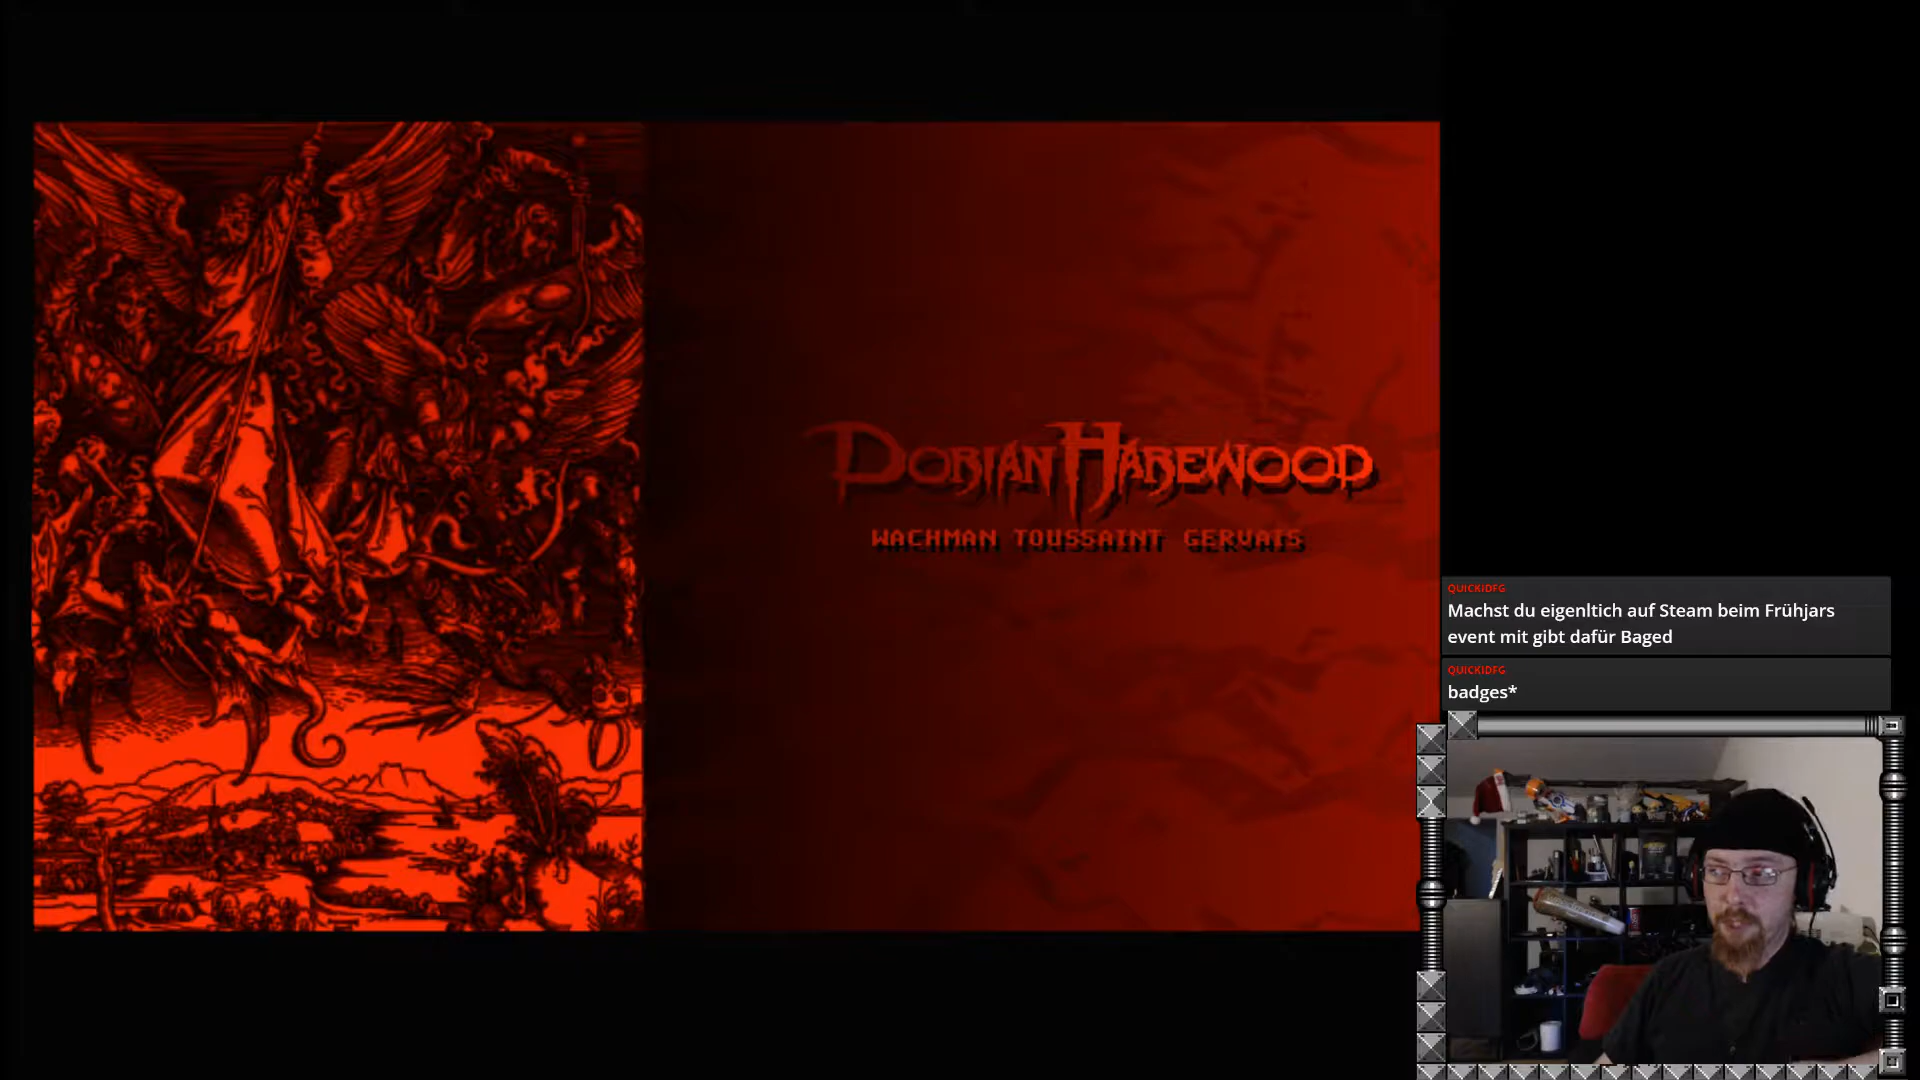 DORIAN HAREWOOD
WACHMAN TOUSSAINT GERVAIS
QUICKIDFG
Machst du eigenltich auf Steam beim Frühjars
event mit gibt dafür Baged
QUICKIDFG
badges*